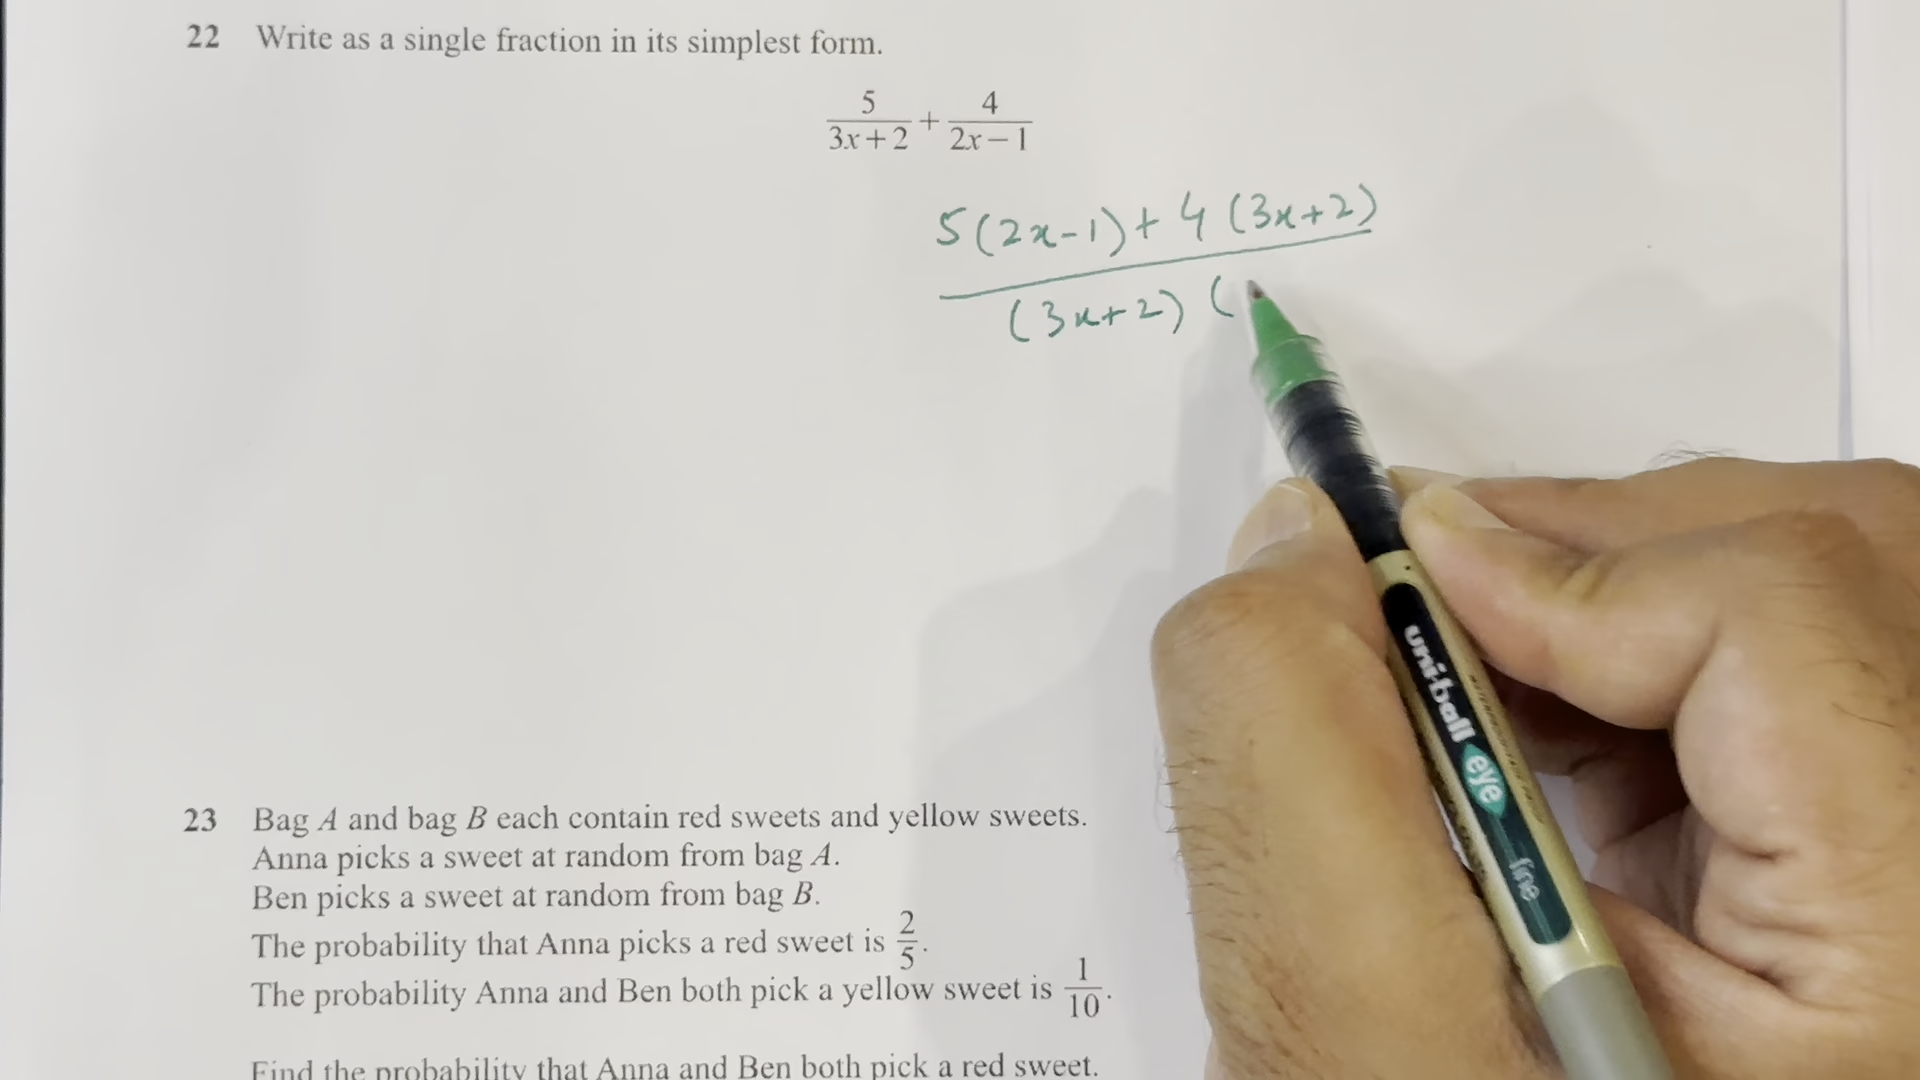 22 Write as a single fraction in its simplest form.
5/(3x+2) + 4/(2x−1)
5(2x-1)+4(3x+2)
(3x+2) (
23 Bag A and bag B each contain red sweets and yellow sweets.
Anna picks a sweet at random from bag A.
Ben picks a sweet at random from bag B.
The probability that Anna picks a red sweet is 2/5.
The probability Anna and Ben both pick a yellow sweet is 1/10.
Find the probability that Anna and Ben both pick a red sweet.
uni-ball eye fine